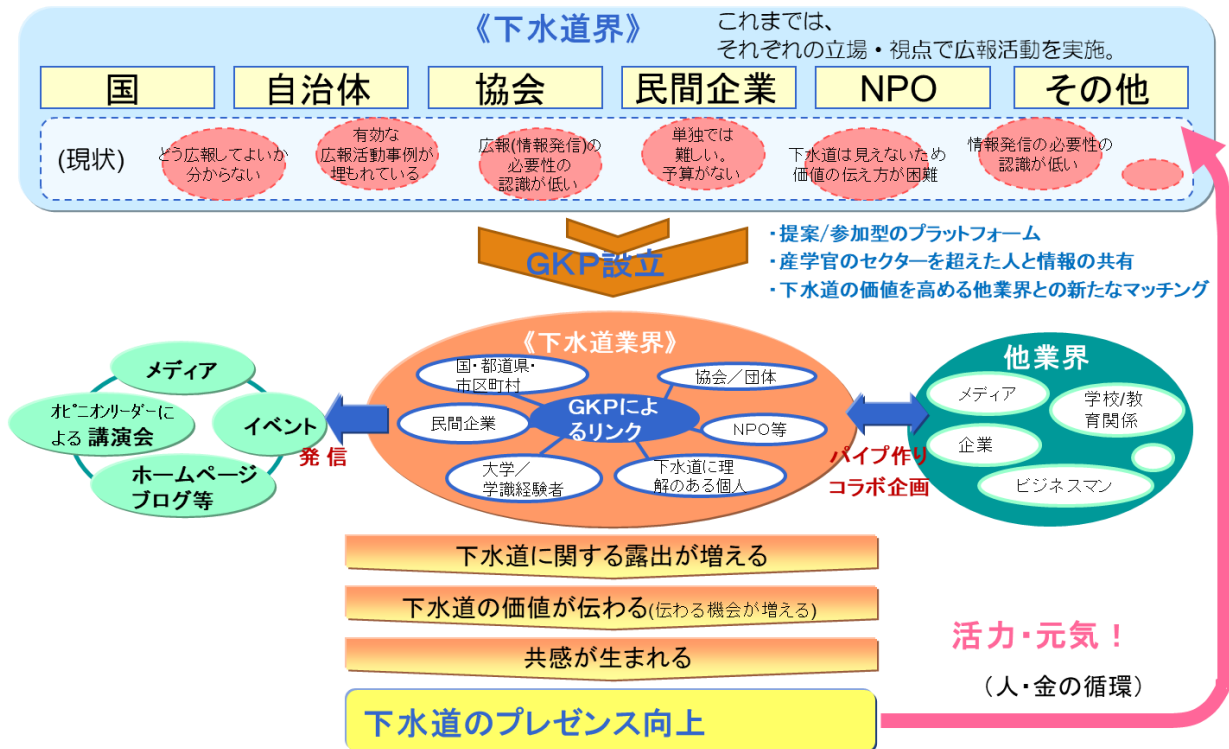 《下水道界》
これまでは、
それぞれの立場・視点で広報活動を実施。
国
自治体
協会
民間企業
NPO
その他
(現状)
どう広報してよいか
分からない
有効な
広報活動事例が
埋もれている
広報(情報発信)の
必要性の
認識が低い
単独では
難しい。
予算がない
下水道は見えないため
価値の伝え方が困難
情報発信の必要性の
認識が低い
GKP設立
・提案/参加型のプラットフォーム
・産学官のセクターを超えた人と情報の共有
・下水道の価値を高める他業界との新たなマッチング
メディア
オピニオンリーダーに
よる 講演会
イベント
ホームページ
ブログ等
発 信
《下水道業界》
国・都道県・
市区町村
協会／団体
民間企業
GKPによ
るリンク
NPO等
大学／
学識経験者
下水道に理
解のある個人
パイプ作り
コラボ企画
他業界
メディア
学校/教
育関係
企業
ビジネスマン
下水道に関する露出が増える
下水道の価値が伝わる(伝わる機会が増える)
共感が生まれる
下水道のプレゼンス向上
活力・元気！
（人・金の循環）